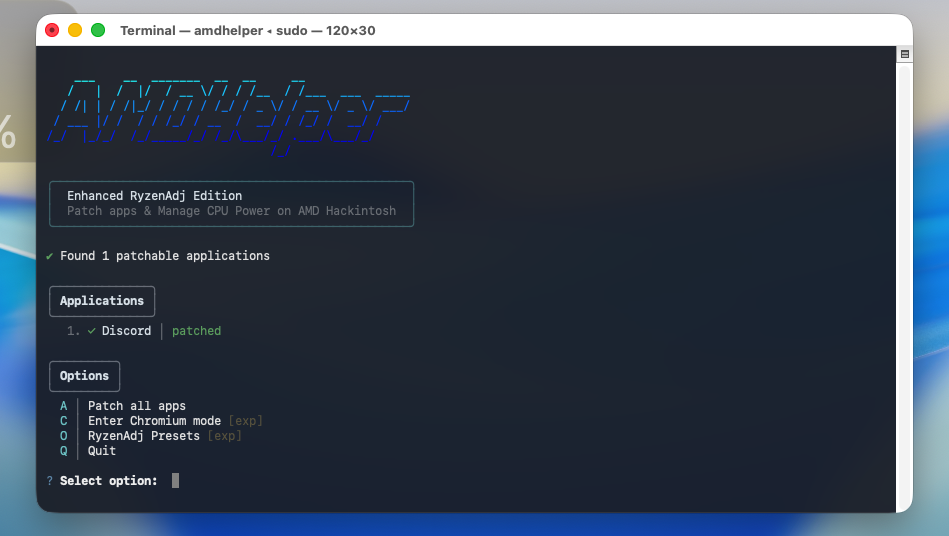 %
Terminal — amdhelper ◂ sudo — 120×30
AMDHelper
Enhanced RyzenAdj Edition
Patch apps & Manage CPU Power on AMD Hackintosh
✔ Found 1 patchable applications
Applications
1. ✓ Discord │ patched
Options
A │ Patch all apps
C │ Enter Chromium mode [exp]
O │ RyzenAdj Presets [exp]
Q │ Quit
? Select option: